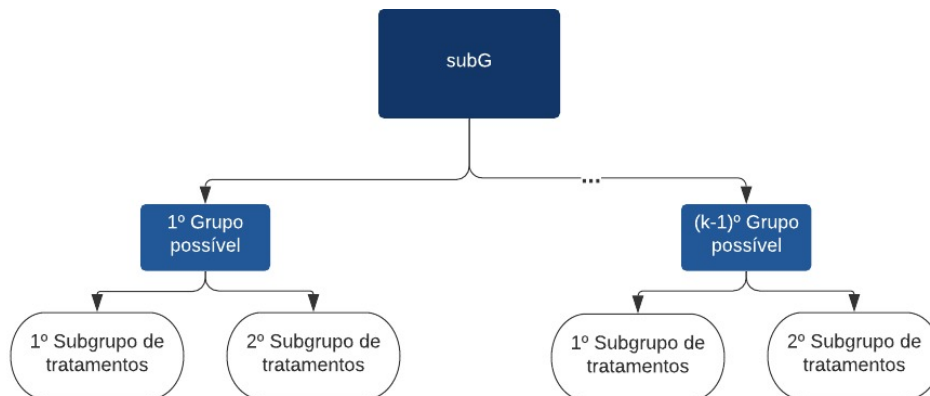 subG
...
1º Grupo
possível
(k-1)º Grupo
possível
1º Subgrupo de
tratamentos
2º Subgrupo de
tratamentos
1º Subgrupo de
tratamentos
2º Subgrupo de
tratamentos